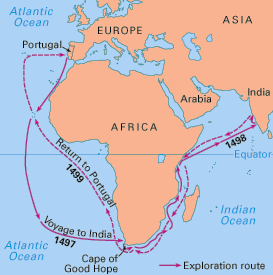 Atlantic
Ocean
ASIA
EUROPE
Portugal
India
Arabia
AFRICA
1498
Equator
Return to Portugal
1499
Indian
Ocean
Voyage to India
1497
Atlantic
Ocean
Cape of
Good Hope
Exploration route